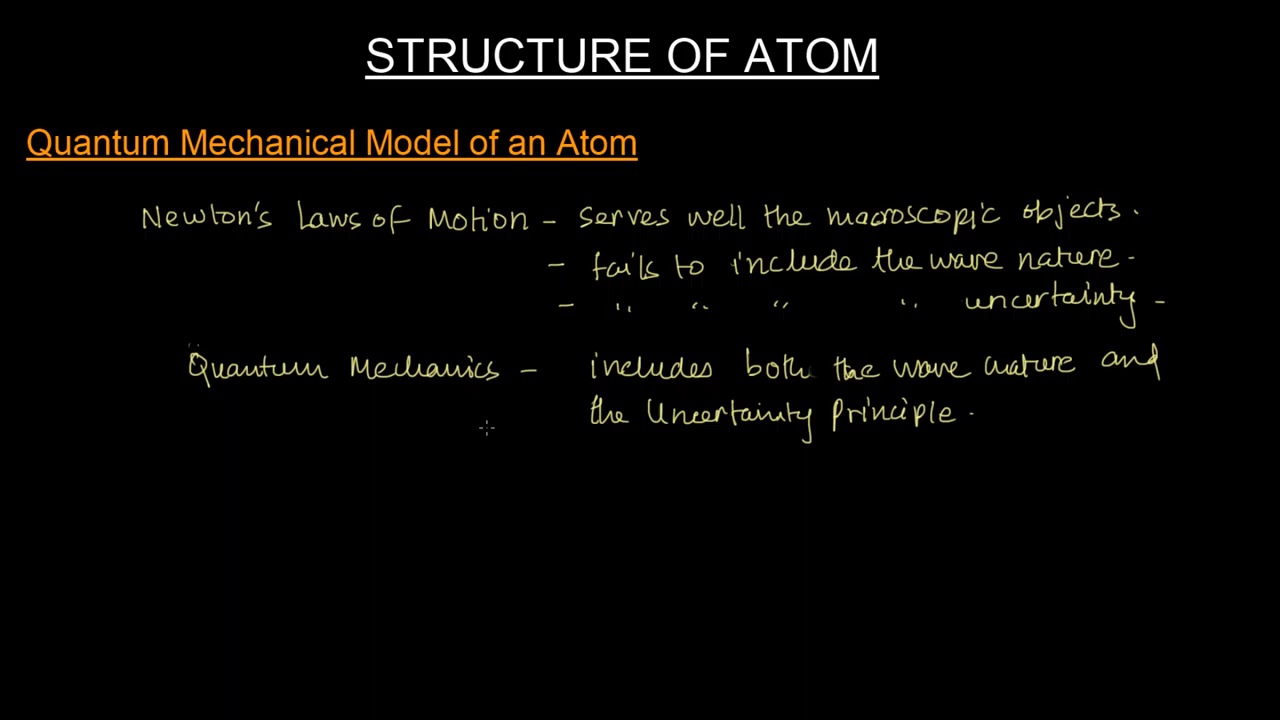 STRUCTURE OF ATOM
Quantum Mechanical Model of an Atom
Newton's Laws of Motion - serves well the macroscopic objects.
- fails to include the wave nature.
- " " " " uncertainty.
Quantum Mechanics - includes both the wave nature and
the Uncertainty Principle.